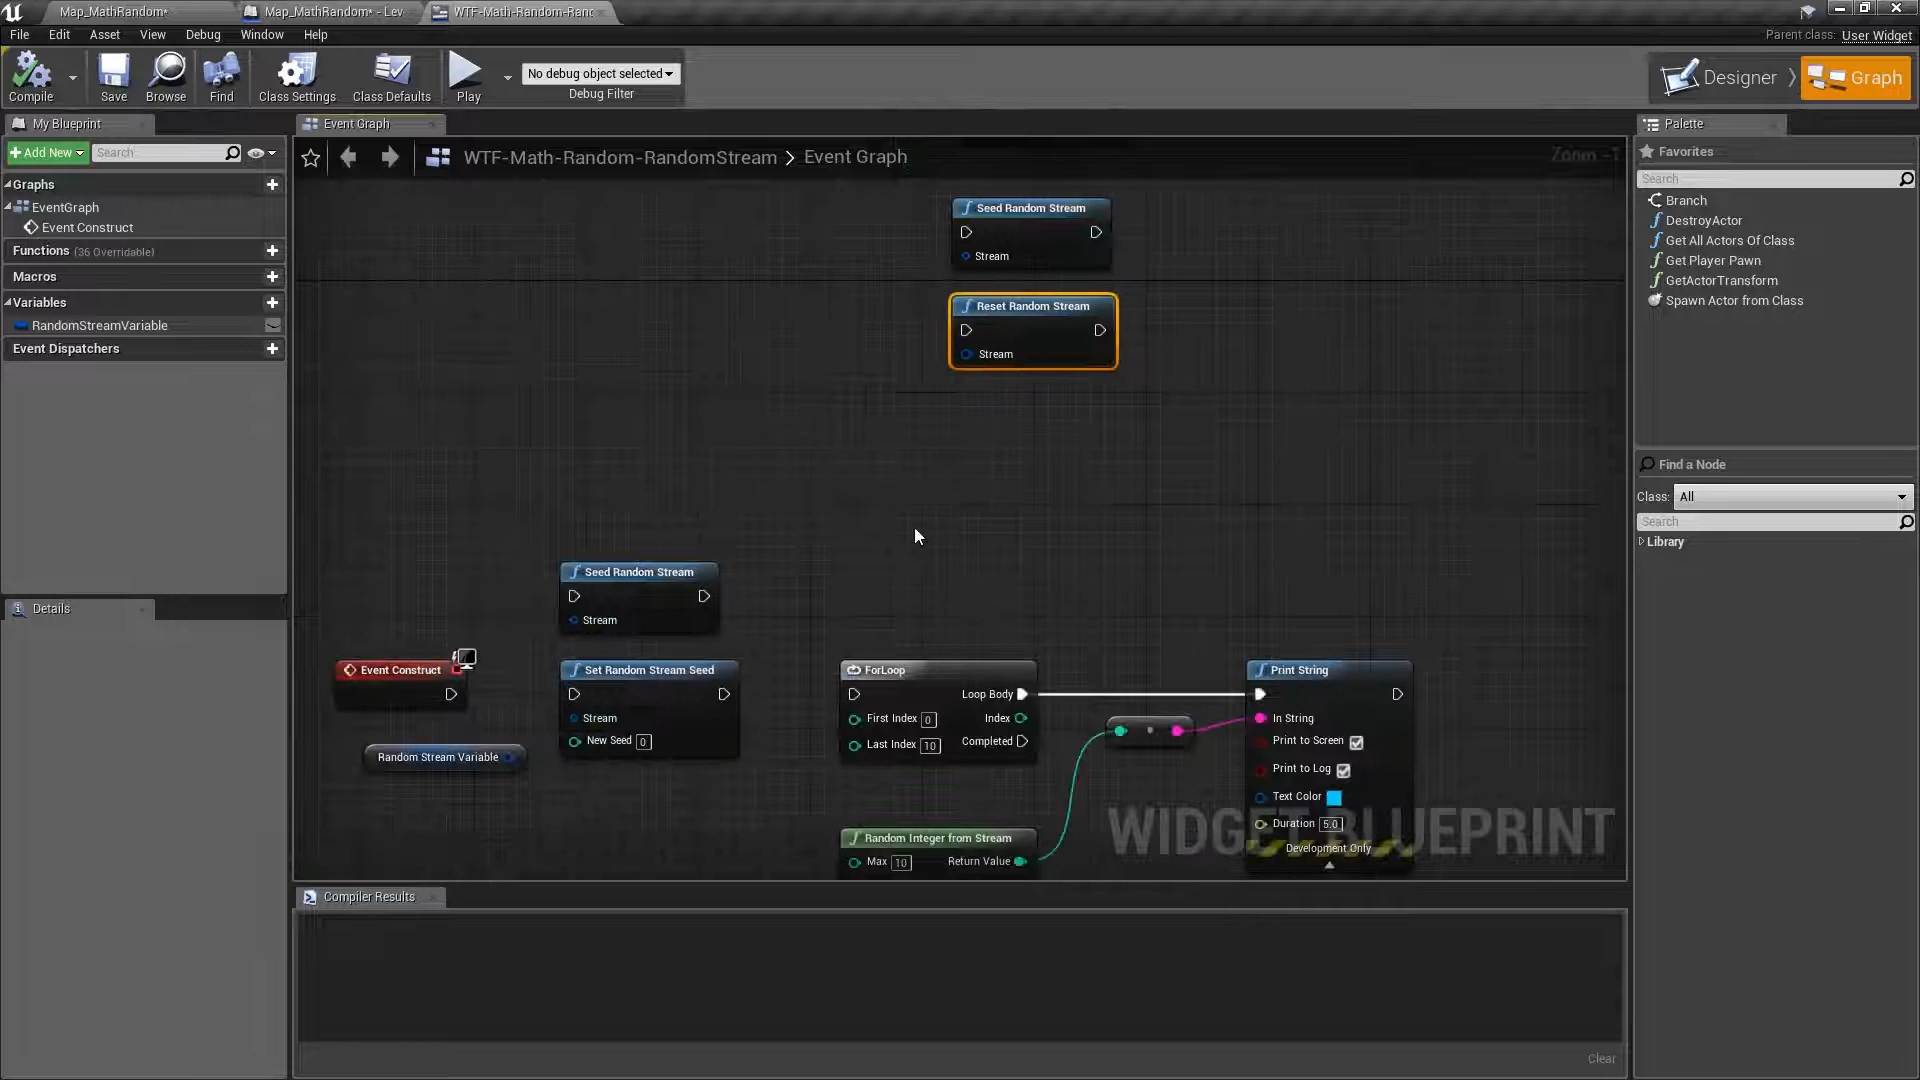 Map_MathRandom*
Map_MathRandom* - Lev
WTF-Math-Random-Ran
File
Edit
Asset
View
Debug
Window
Help
Parent class: User Widget
Compile
Save
Browse
Find
Class Settings
Class Defaults
Play
No debug object selected
Debug Filter
Designer
Graph
My Blueprint
Event Graph
Palette
Add New
Search
WTF-Math-Random-RandomStream > Event Graph
Zoom -1
Favorites
Search
Graphs
EventGraph
Event Construct
Functions (36 Overridable)
Macros
Variables
RandomStreamVariable
Event Dispatchers
Branch
DestroyActor
Get All Actors Of Class
Get Player Pawn
GetActorTransform
Spawn Actor from Class
Find a Node
Class: All
Search
Library
Details
Seed Random Stream
Stream
Reset Random Stream
Stream
Seed Random Stream
Stream
Event Construct
Random Stream Variable
Set Random Stream Seed
Stream
New Seed 0
ForLoop
Loop Body
First Index 0
Index
Last Index 10
Completed
Random Integer from Stream
Max 10
Return Value
Print String
In String
Print to Screen
Print to Log
Text Color
Duration 5.0
Development Only
WIDGET BLUEPRINT
Compiler Results
Clear